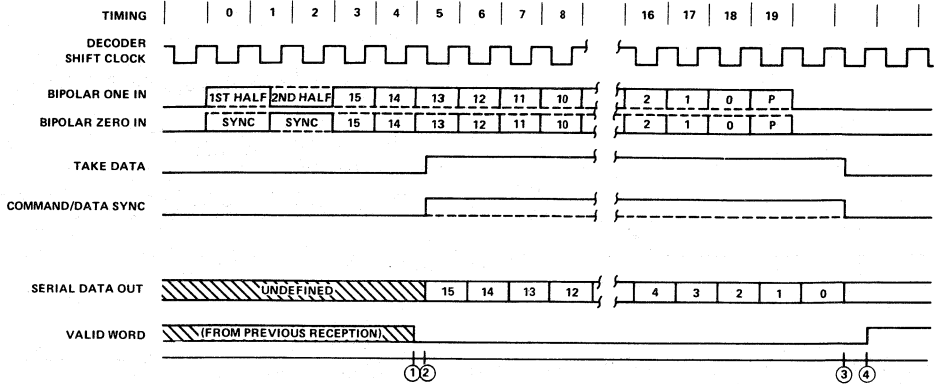 TIMING 0 1 2 3 4 5 6 7 8 16 17 18 19
DECODER
SHIFT CLOCK
BIPOLAR ONE IN 1ST HALF 2ND HALF 15 14 13 12 11 10 2 1 0 P
BIPOLAR ZERO IN SYNC SYNC 15 14 13 12 11 10 2 1 0 P
TAKE DATA
COMMAND/DATA SYNC
SERIAL DATA OUT UNDEFINED 15 14 13 12 4 3 2 1 0
VALID WORD (FROM PREVIOUS RECEPTION)
① ② ③ ④